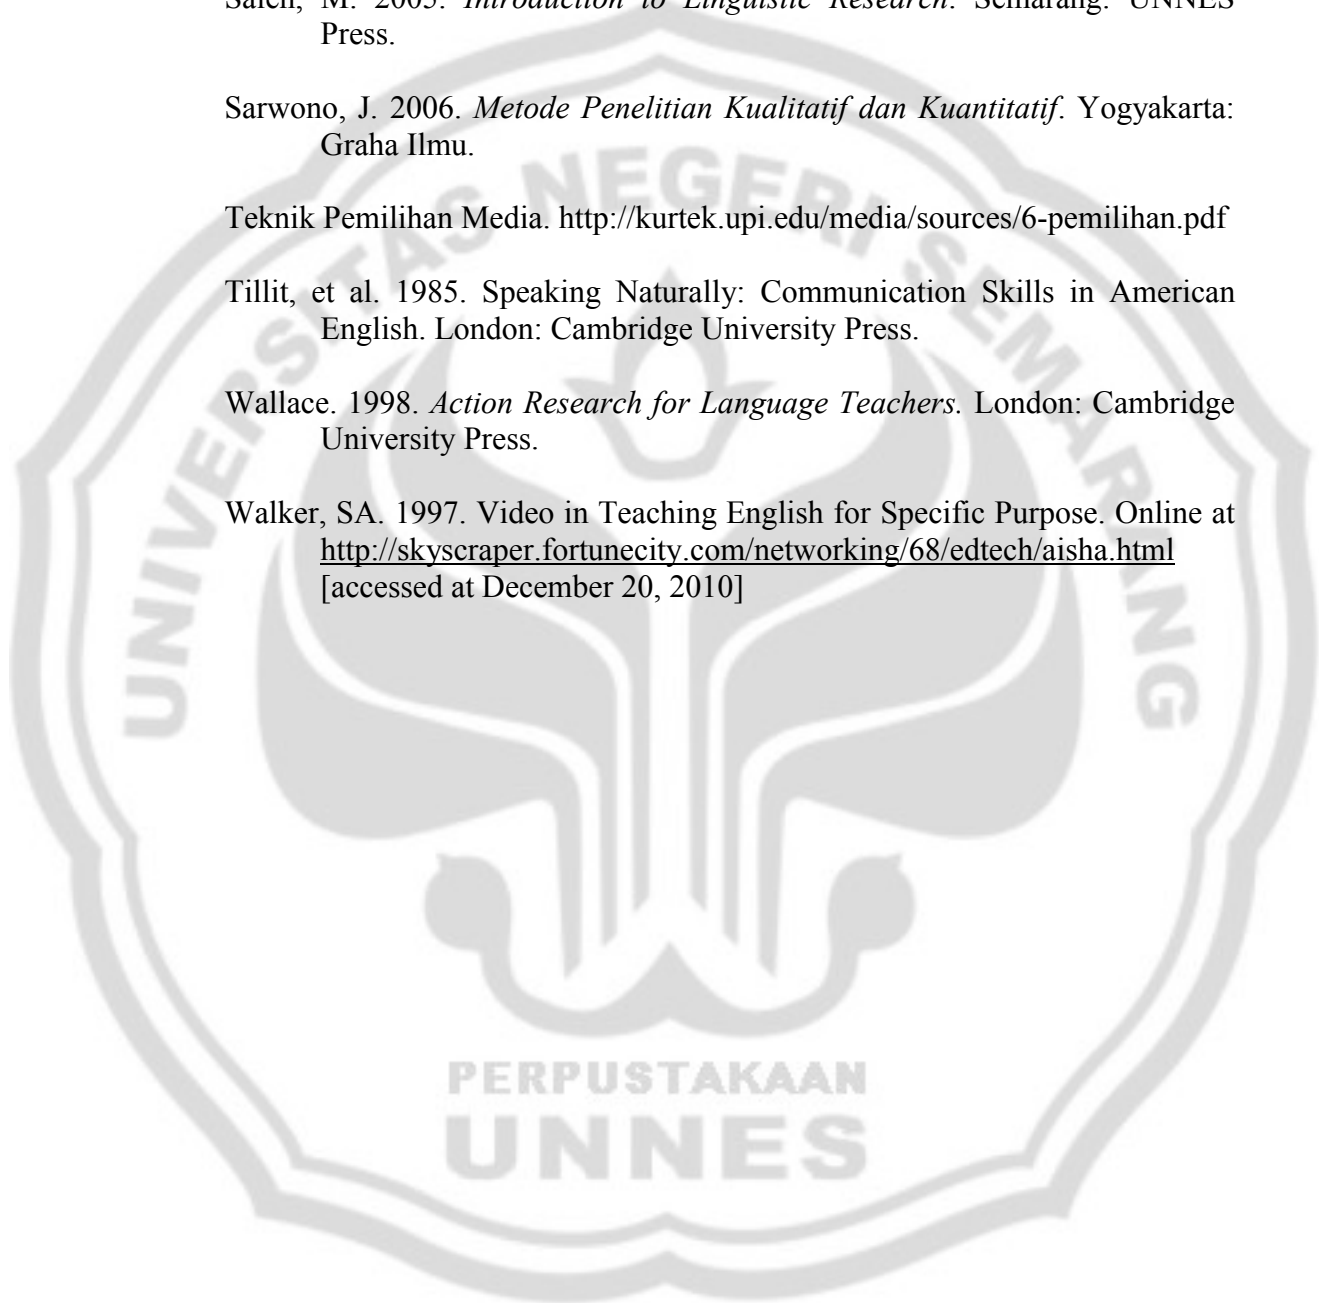 Saleh, M. 2005. Introduction to Linguistic Research. Semarang: UNNES
Press.
Sarwono, J. 2006. Metode Penelitian Kualitatif dan Kuantitatif. Yogyakarta:
Graha Ilmu.
Teknik Pemilihan Media. http://kurtek.upi.edu/media/sources/6-pemilihan.pdf
Tillit, et al. 1985. Speaking Naturally: Communication Skills in American
English. London: Cambridge University Press.
Wallace. 1998. Action Research for Language Teachers. London: Cambridge
University Press.
Walker, SA. 1997. Video in Teaching English for Specific Purpose. Online at
http://skyscraper.fortunecity.com/networking/68/edtech/aisha.html
[accessed at December 20, 2010]
UNIVERSITAS NEGERI SEMARANG
PERPUSTAKAAN
UNNES